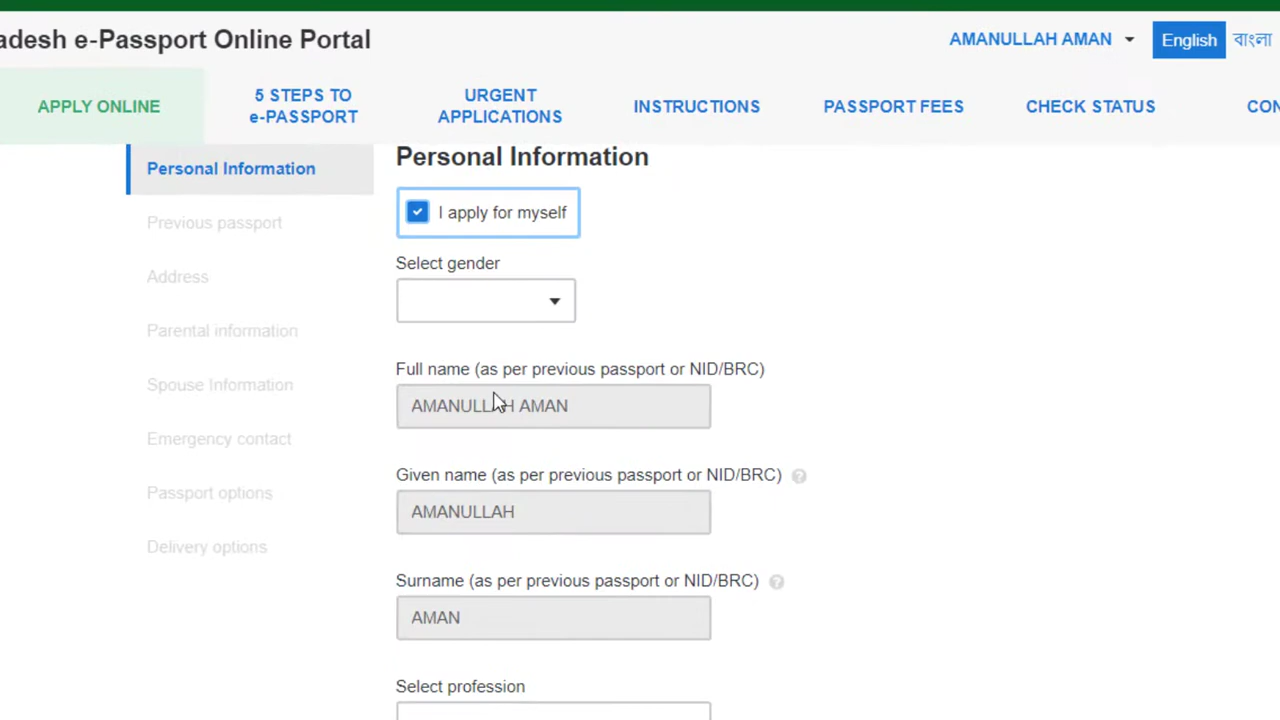 e-Passport Online Portal
AMANULLAH AMAN
English
বাংলা
APPLY ONLINE
5 STEPS TO
e-PASSPORT
URGENT
APPLICATIONS
INSTRUCTIONS
PASSPORT FEES
CHECK STATUS
Personal Information
Previous passport
Address
Parental information
Spouse Information
Emergency contact
Passport options
Delivery options
Personal Information
I apply for myself
Select gender
Full name (as per previous passport or NID/BRC)
AMANULLAH AMAN
Given name (as per previous passport or NID/BRC)
AMANULLAH
Surname (as per previous passport or NID/BRC)
AMAN
Select profession